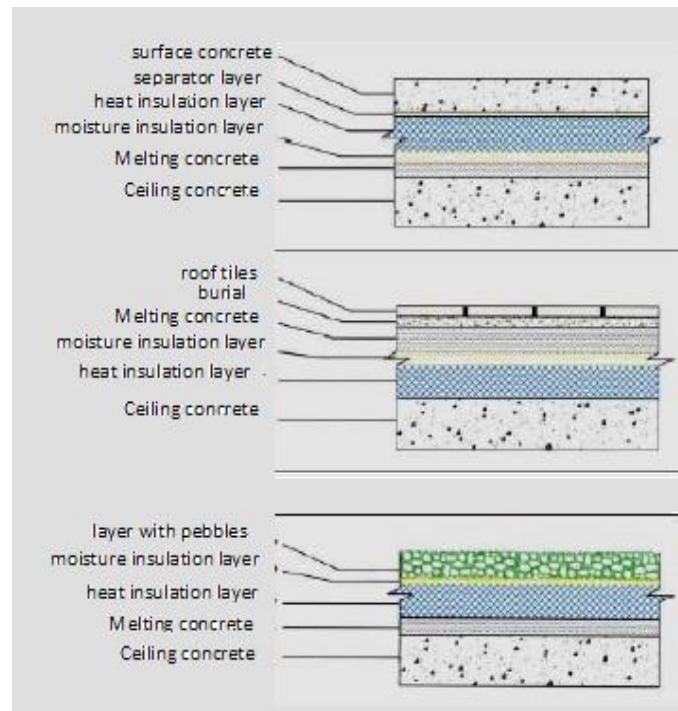 surface concrete
separator layer
heat insulation layer
moisture insulation layer
Melting concrete
Ceiling concrete
roof tiles
burial
Melting concrete
moisture insulation layer
heat insulation layer
Ceiling concrete
layer with pebbles
moisture insulation layer
heat insulation layer
Melting concrete
Ceiling concrete